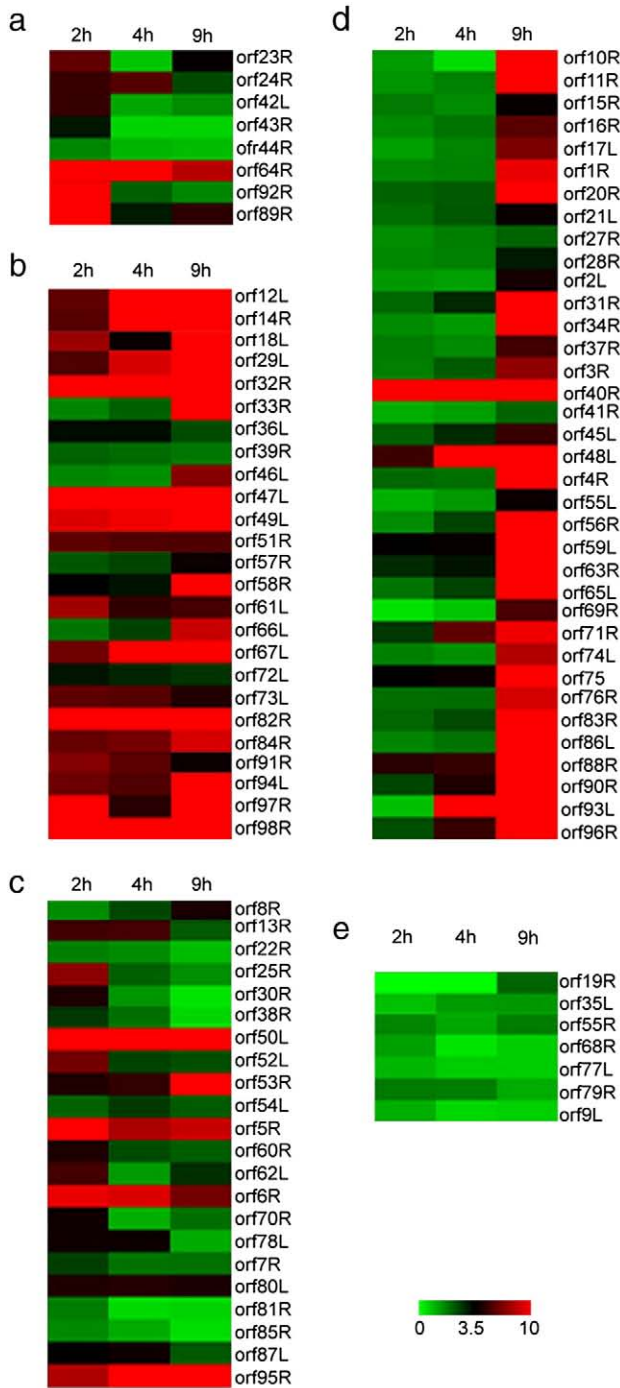 a
2h 4h 9h
orf23R
orf24R
orf42L
orf43R
ofr44R
orf64R
orf92R
orf89R
b
2h 4h 9h
orf12L
orf14R
orf18L
orf29L
orf32R
orf33R
orf36L
orf39R
orf46L
orf47L
orf49L
orf51R
orf57R
orf58R
orf61L
orf66L
orf67L
orf72L
orf73L
orf82R
orf84R
orf91R
orf94L
orf97R
orf98R
c
2h 4h 9h
orf8R
orf13R
orf22R
orf25R
orf30R
orf38R
orf50L
orf52L
orf53R
orf54L
orf5R
orf60R
orf62L
orf6R
orf70R
orf78L
orf7R
orf80L
orf81R
orf85R
orf87L
orf95R
d
2h 4h 9h
orf10R
orf11R
orf15R
orf16R
orf17L
orf1R
orf20R
orf21L
orf27R
orf28R
orf2L
orf31R
orf34R
orf37R
orf3R
orf40R
orf41R
orf45L
orf48L
orf4R
orf55L
orf56R
orf59L
orf63R
orf65L
orf69R
orf71R
orf74L
orf75
orf76R
orf83R
orf86L
orf88R
orf90R
orf93L
orf96R
e
2h 4h 9h
orf19R
orf35L
orf55R
orf68R
orf77L
orf79R
orf9L
0 3.5 10